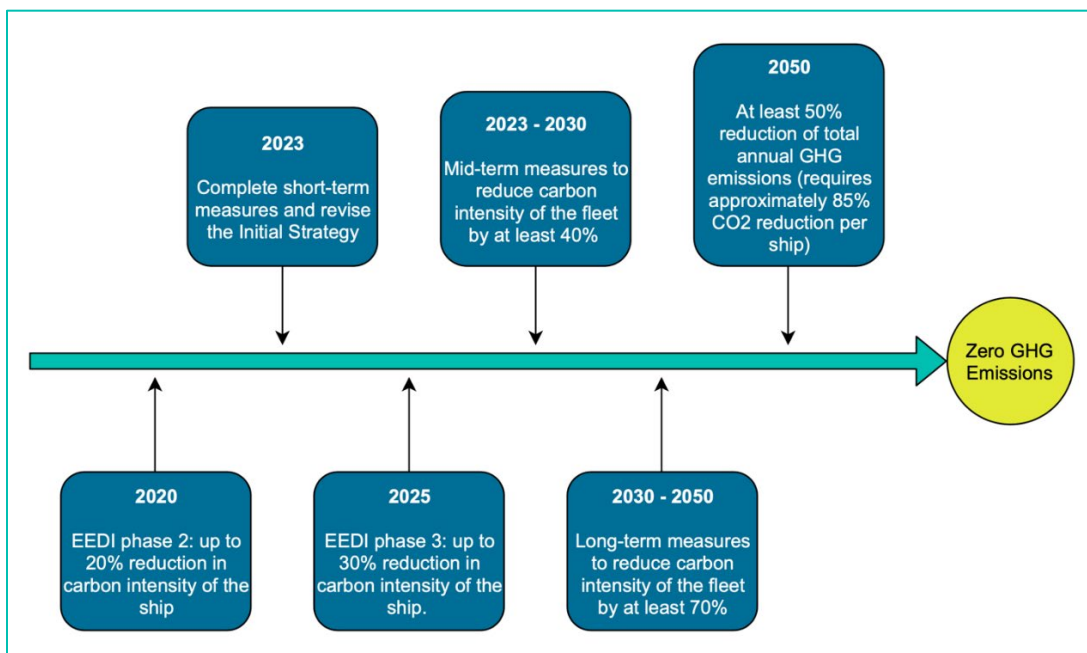 2023
Complete short-term
measures and revise
the Initial Strategy
2023 - 2030
Mid-term measures to
reduce carbon
intensity of the fleet
by at least 40%
2050
At least 50%
reduction of total
annual GHG
emissions (requires
approximately 85%
CO2 reduction per
ship)
Zero GHG
Emissions
2020
EEDI phase 2: up to
20% reduction in
carbon intensity of the
ship
2025
EEDI phase 3: up to
30% reduction in
carbon intensity of the
ship.
2030 - 2050
Long-term measures
to reduce carbon
intensity of the fleet
by at least 70%